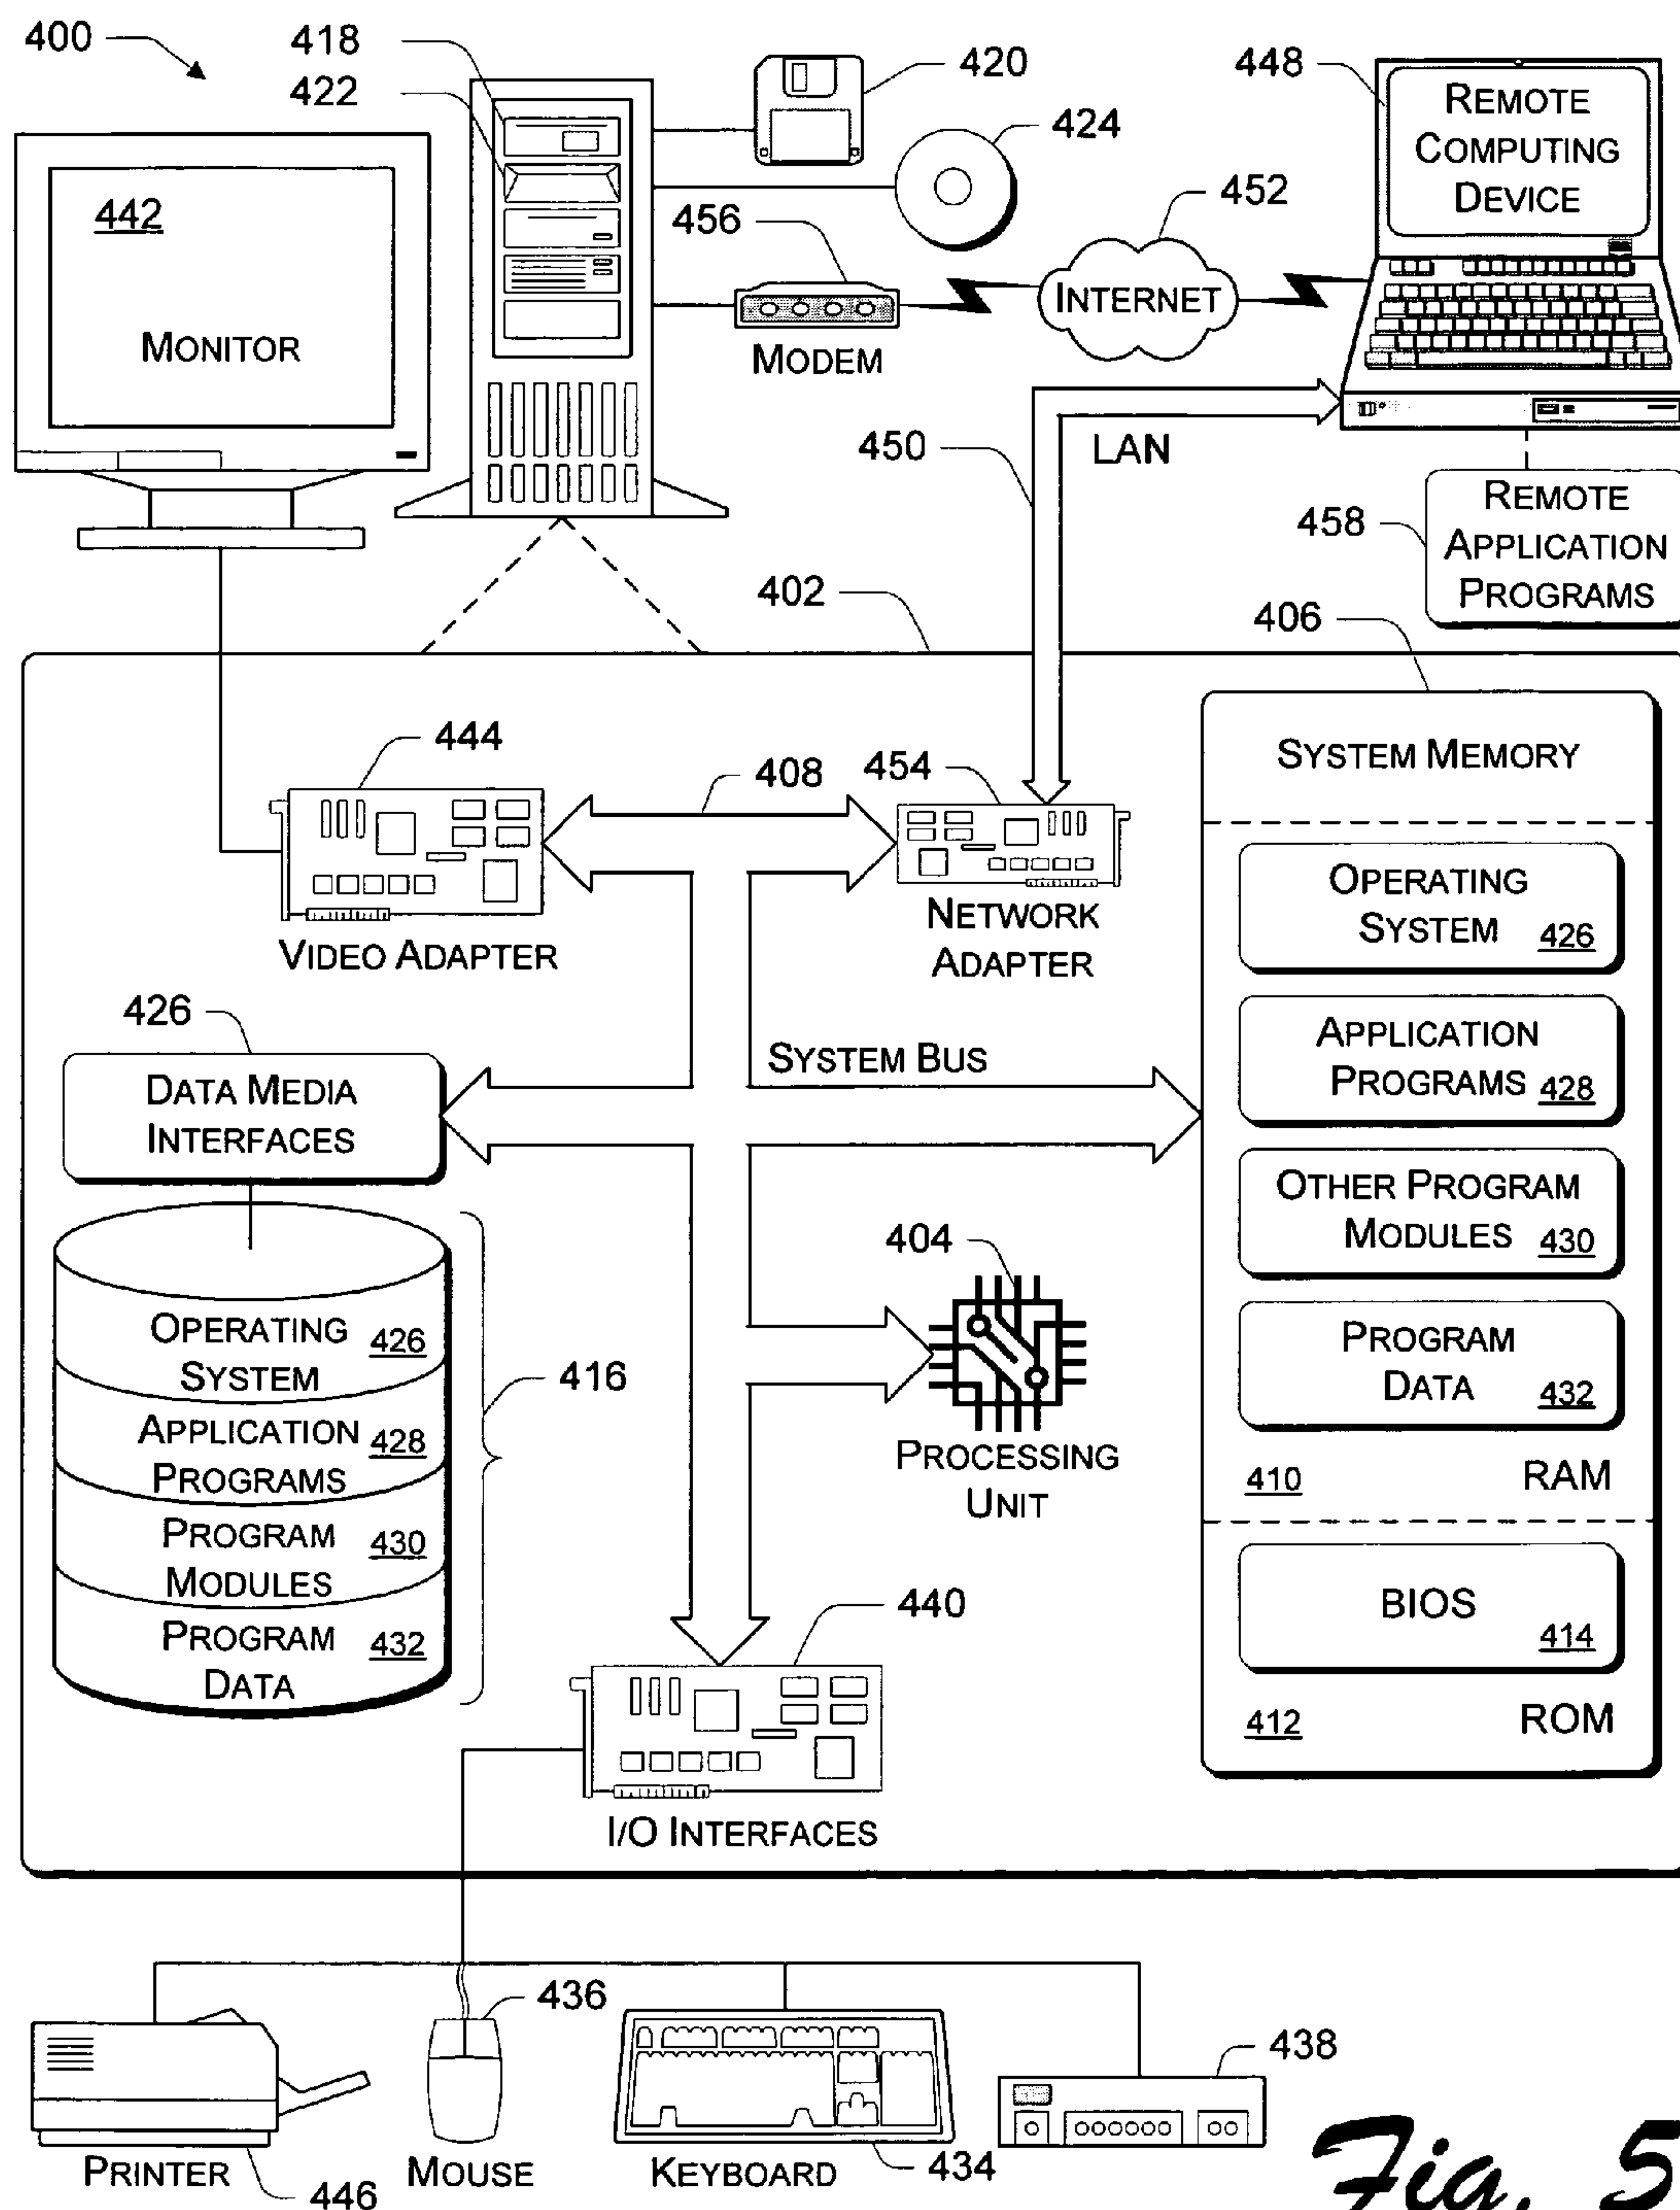 400
418
422
420
424
448
REMOTE
COMPUTING
DEVICE
442
MONITOR
456
MODEM
452
INTERNET
450
LAN
458
REMOTE
APPLICATION
PROGRAMS
402
406
SYSTEM MEMORY
444
VIDEO ADAPTER
408
454
NETWORK
ADAPTER
OPERATING
SYSTEM 426
426
DATA MEDIA
INTERFACES
SYSTEM BUS
APPLICATION
PROGRAMS 428
OTHER PROGRAM
MODULES 430
404
PROCESSING
UNIT
PROGRAM
DATA 432
410 RAM
OPERATING 426
SYSTEM
416
APPLICATION 428
PROGRAMS
PROGRAM 430
MODULES
PROGRAM 432
DATA
BIOS
414
412 ROM
440
I/O INTERFACES
PRINTER
446
436
MOUSE
KEYBOARD
434
438
Fig. 5